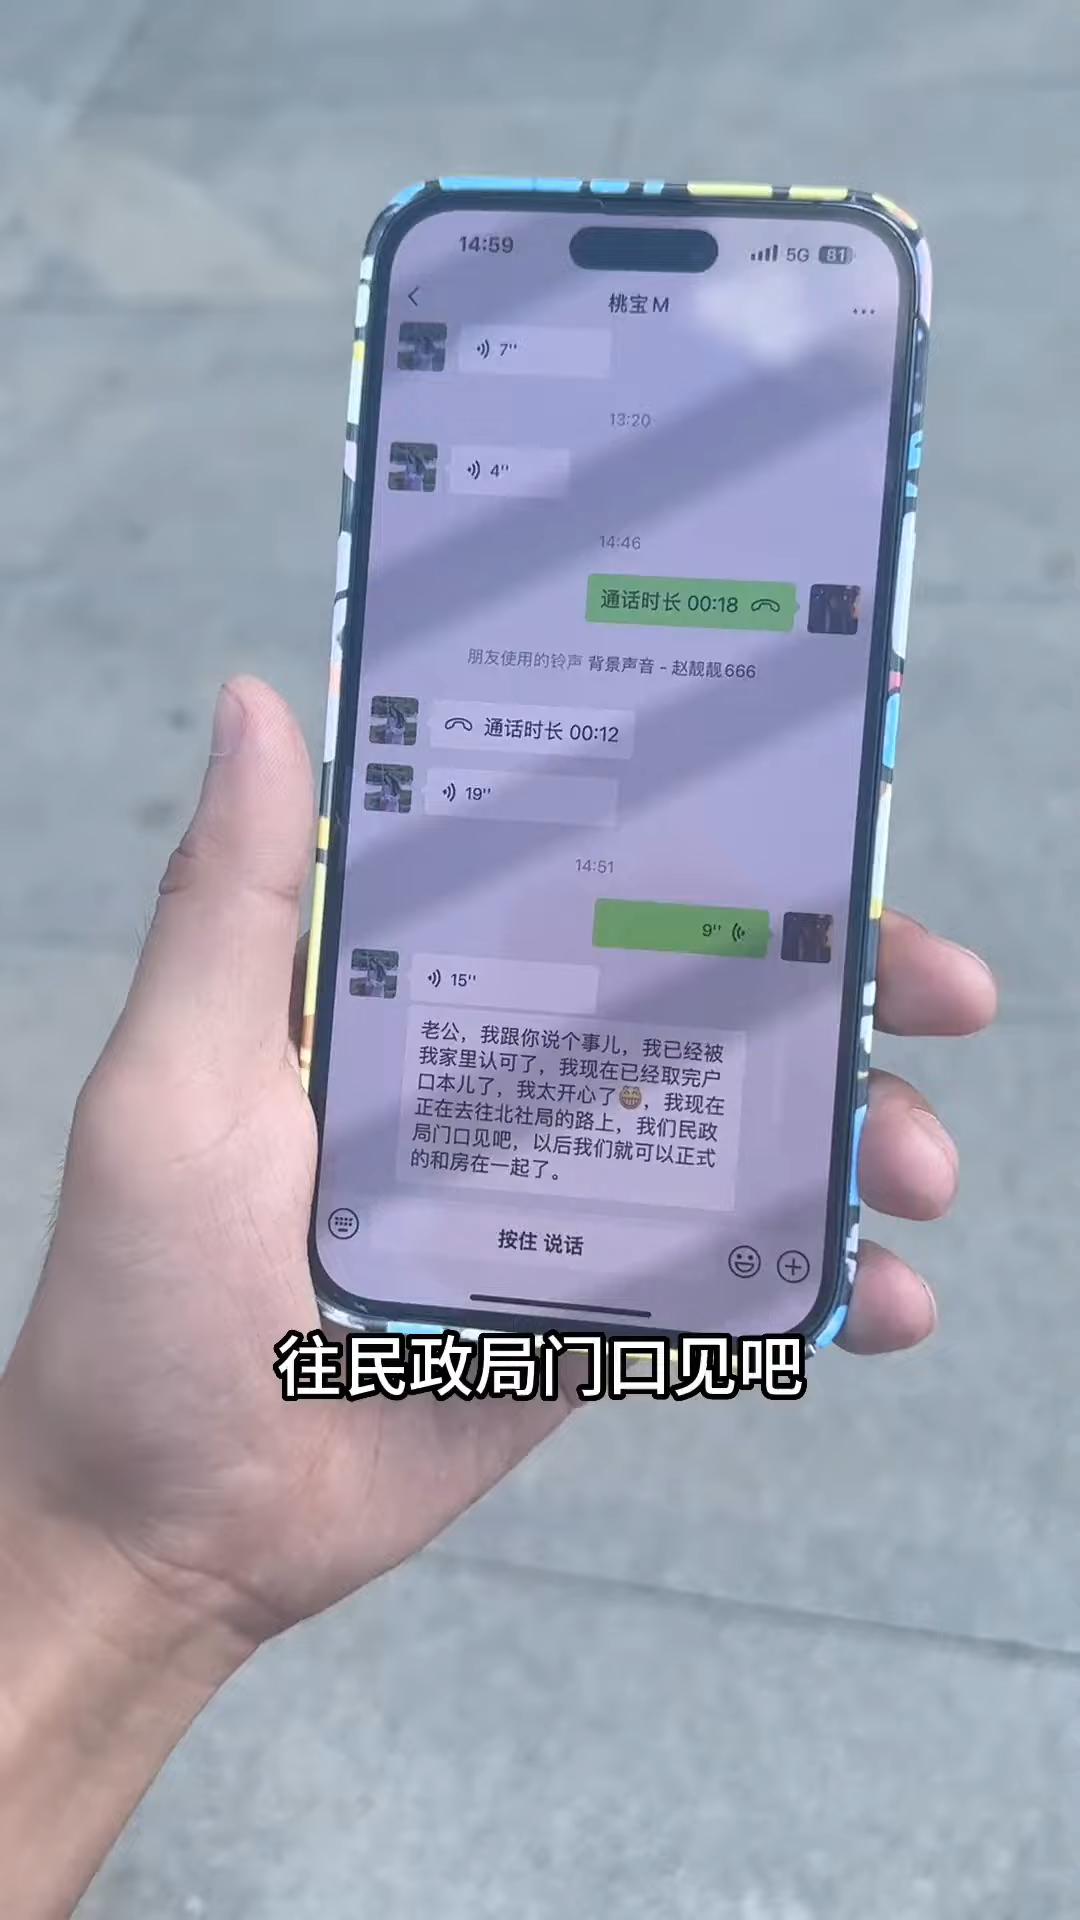 14:59
5G 81
桃宝M
7''
13:20
4''
14:46
通话时长 00:18
朋友使用的铃声 背景声音 - 赵靓靓666
通话时长 00:12
19''
14:51
9''
15''
老公，我跟你说个事儿，我已经被
我家里认可了，我现在已经取完户
口本儿了，我太开心了😁，我现在
正在去往北社局的路上，我们民政
局门口见吧，以后我们就可以正式
的和房在一起了。
按住 说话
往民政局门口见吧